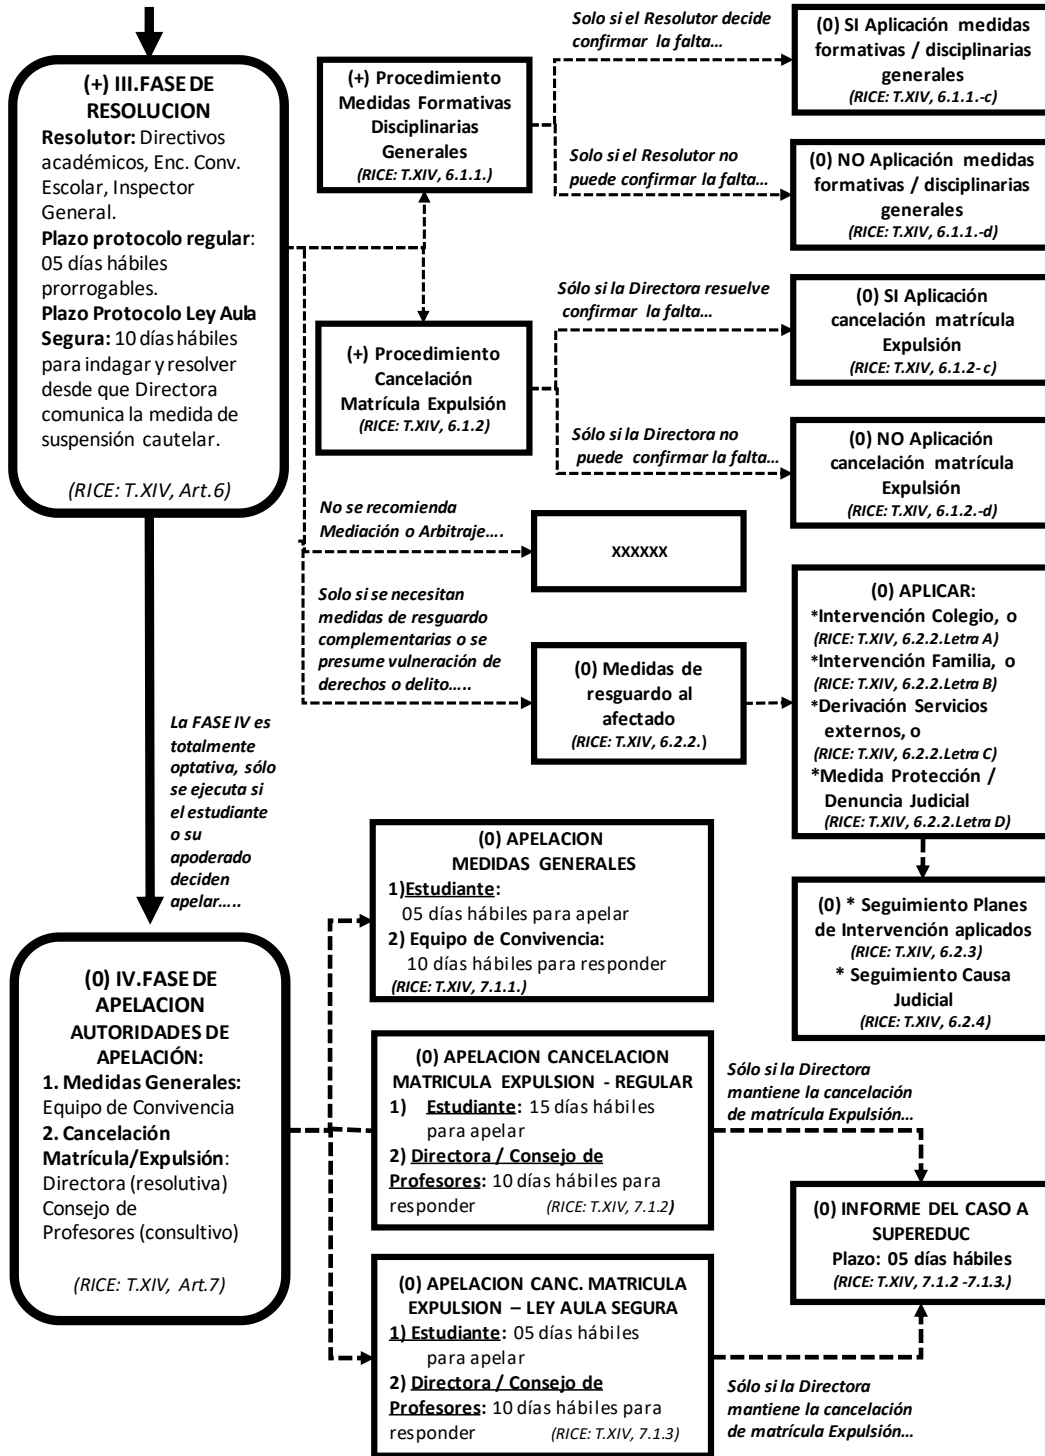 (+) III.FASE DE
RESOLUCION
Resolutor: Directivos
académicos, Enc. Conv.
Escolar, Inspector
General.
Plazo protocolo regular:
05 días hábiles
prorrogables.
Plazo Protocolo Ley Aula
Segura: 10 días hábiles
para indagar y resolver
desde que Directora
comunica la medida de
suspensión cautelar.
(RICE: T.XIV, Art.6)
(+) Procedimiento
Medidas Formativas
Disciplinarias
Generales
(RICE: T.XIV, 6.1.1.)
Solo si el Resolutor decide
confirmar la falta…
(0) SI Aplicación medidas
formativas / disciplinarias
generales
(RICE: T.XIV, 6.1.1.-c)
Solo si el Resolutor no
puede confirmar la falta…
(0) NO Aplicación medidas
formativas / disciplinarias
generales
(RICE: T.XIV, 6.1.1.-d)
(+) Procedimiento
Cancelación
Matrícula Expulsión
(RICE: T.XIV, 6.1.2)
Sólo si la Directora resuelve
confirmar la falta…
(0) SI Aplicación
cancelación matrícula
Expulsión
(RICE: T.XIV, 6.1.2- c)
Sólo si la Directora no
puede confirmar la falta…
(0) NO Aplicación
cancelación matrícula
Expulsión
(RICE: T.XIV, 6.1.2.-d)
No se recomienda
Mediación o Arbitraje….
XXXXXX
Solo si se necesitan
medidas de resguardo
complementarias o se
presume vulneración de
derechos o delito…..
(0) Medidas de
resguardo al
afectado
(RICE: T.XIV, 6.2.2.)
(0) APLICAR:
*Intervención Colegio, o
(RICE: T.XIV, 6.2.2.Letra A)
*Intervención Familia, o
(RICE: T.XIV, 6.2.2.Letra B)
*Derivación Servicios
externos, o
(RICE: T.XIV, 6.2.2.Letra C)
*Medida Protección /
Denuncia Judicial
(RICE: T.XIV, 6.2.2.Letra D)
(0) * Seguimiento Planes
de Intervención aplicados
(RICE: T.XIV, 6.2.3)
* Seguimiento Causa
Judicial
(RICE: T.XIV, 6.2.4)
La FASE IV es
totalmente
optativa, sólo
se ejecuta si
el estudiante
o su
apoderado
deciden
apelar…..
(0) IV.FASE DE
APELACION
AUTORIDADES DE
APELACIÓN:
1. Medidas Generales:
Equipo de Convivencia
2. Cancelación
Matrícula/Expulsión:
Directora (resolutiva)
Consejo de
Profesores (consultivo)
(RICE: T.XIV, Art.7)
(0) APELACION
MEDIDAS GENERALES
1)Estudiante:
05 días hábiles para apelar
2) Equipo de Convivencia:
10 días hábiles para responder
(RICE: T.XIV, 7.1.1.)
(0) APELACION CANCELACION
MATRICULA EXPULSION - REGULAR
1) Estudiante: 15 días hábiles
para apelar
2) Directora / Consejo de
Profesores: 10 días hábiles para
responder (RICE: T.XIV, 7.1.2)
(0) APELACION CANC. MATRICULA
EXPULSION – LEY AULA SEGURA
1) Estudiante: 05 días hábiles
para apelar
2) Directora / Consejo de
Profesores: 10 días hábiles para
responder (RICE: T.XIV, 7.1.3)
Sólo si la Directora
mantiene la cancelación
de matrícula Expulsión…
(0) INFORME DEL CASO A
SUPEREDUC
Plazo: 05 días hábiles
(RICE: T.XIV, 7.1.2 -7.1.3.)
Sólo si la Directora
mantiene la cancelación
de matrícula Expulsión…